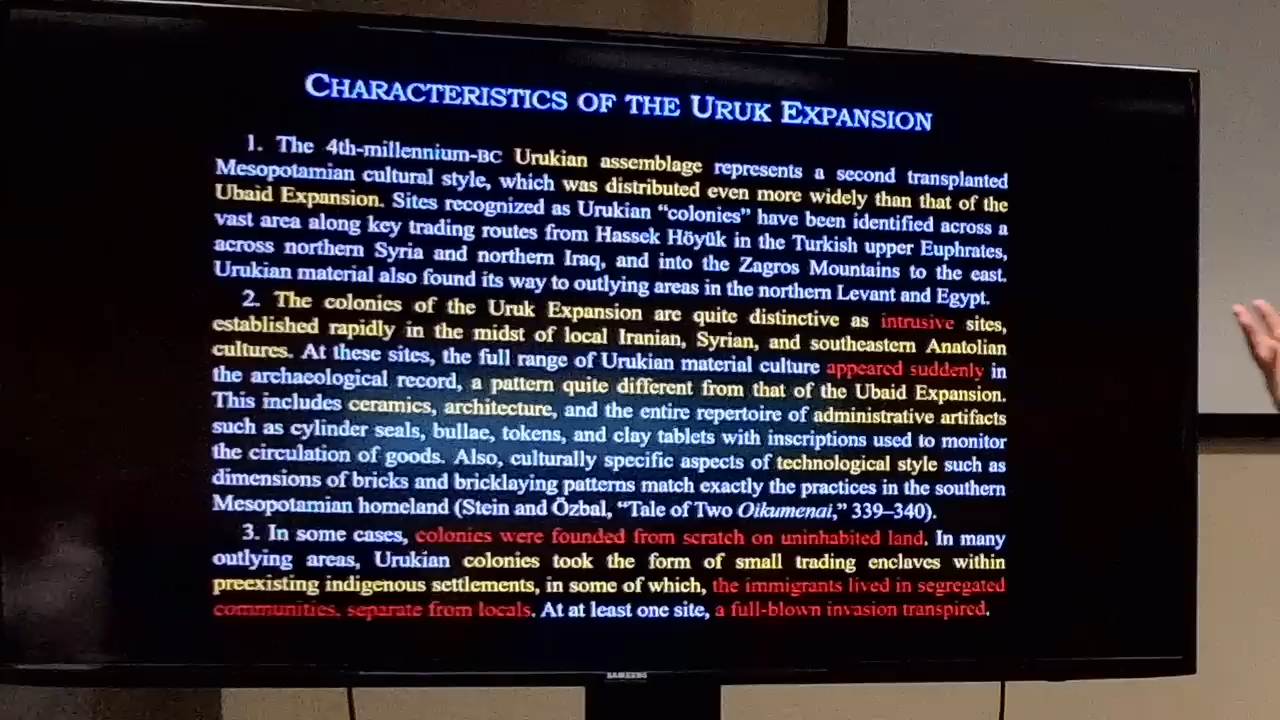 CHARACTERISTICS OF THE URUK EXPANSION
1. The 4th-millennium-BC Urukian assemblage represents a second transplanted
Mesopotamian cultural style, which was distributed even more widely than that of the
Ubaid Expansion. Sites recognized as Urukian “colonies” have been identified across a
vast area along key trading routes from Hassek Höyük in the Turkish upper Euphrates,
across northern Syria and northern Iraq, and into the Zagros Mountains to the east.
Urukian material also found its way to outlying areas in the northern Levant and Egypt.
2. The colonies of the Uruk Expansion are quite distinctive as intrusive sites,
established rapidly in the midst of local Iranian, Syrian, and southeastern Anatolian
cultures. At these sites, the full range of Urukian material culture appeared suddenly in
the archaeological record, a pattern quite different from that of the Ubaid Expansion.
This includes ceramics, architecture, and the entire repertoire of administrative artifacts
such as cylinder seals, bullae, tokens, and clay tablets with inscriptions used to monitor
the circulation of goods. Also, culturally specific aspects of technological style such as
dimensions of bricks and bricklaying patterns match exactly the practices in the southern
Mesopotamian homeland (Stein and Özbal, “Tale of Two Oikumenai,” 339–340).
3. In some cases, colonies were founded from scratch on uninhabited land. In many
outlying areas, Urukian colonies took the form of small trading enclaves within
preexisting indigenous settlements, in some of which, the immigrants lived in segregated
communities, separate from locals. At at least one site, a full-blown invasion transpired.
SAMSUNG